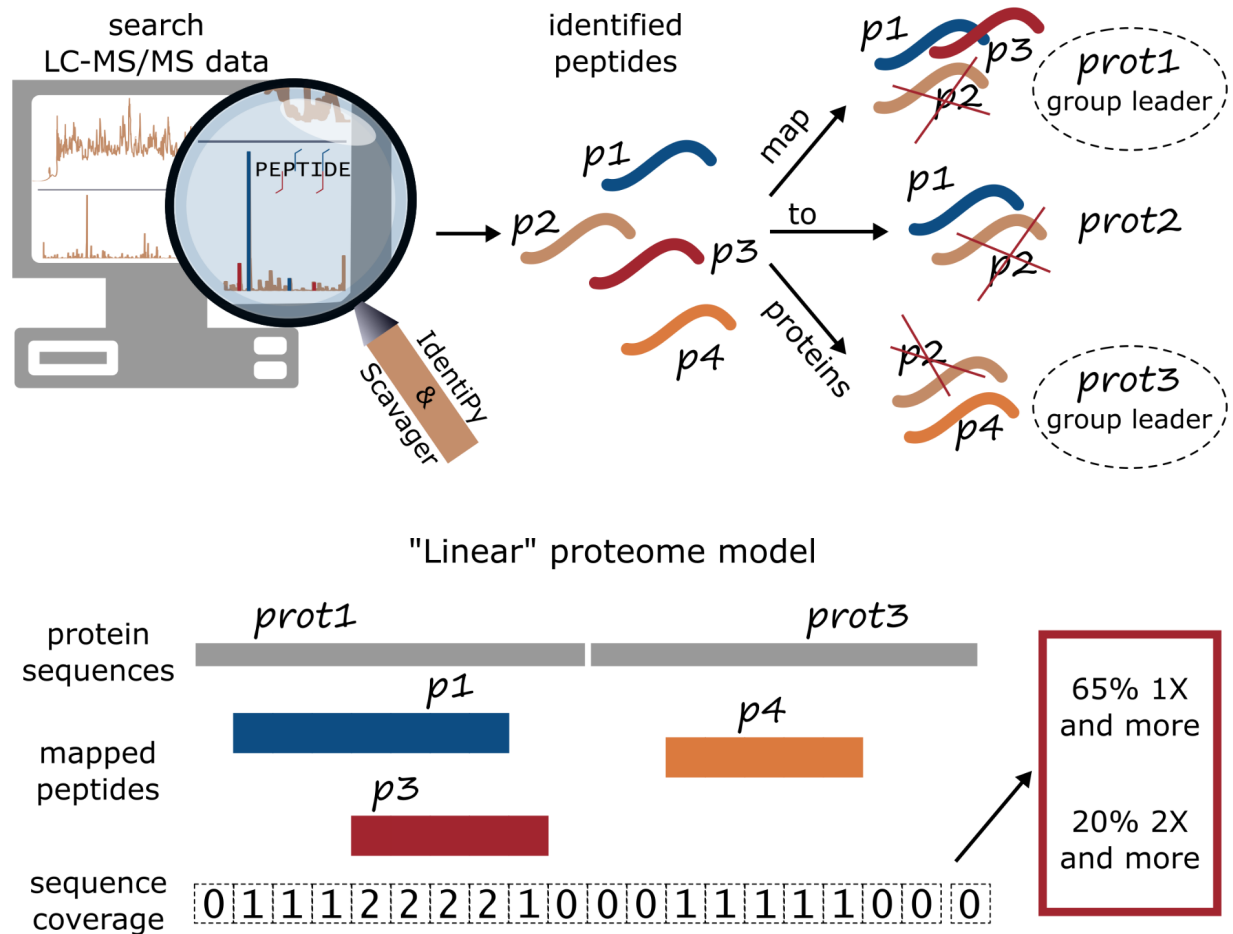 search
LC-MS/MS data
PEPTIDE
IdentiPy
&
Scavager
identified
peptides
p1
p2
p3
p4
map
to
proteins
p1
p3
p2
prot1
group leader
p1
p2
prot2
p2
p4
prot3
group leader
"Linear" proteome model
protein
sequences
prot1
prot3
mapped
peptides
p1
p4
p3
sequence
coverage
0 1 1 1 2 2 2 2 1 0 0 0 1 1 1 1 1 0 0 0
65% 1X
and more
20% 2X
and more